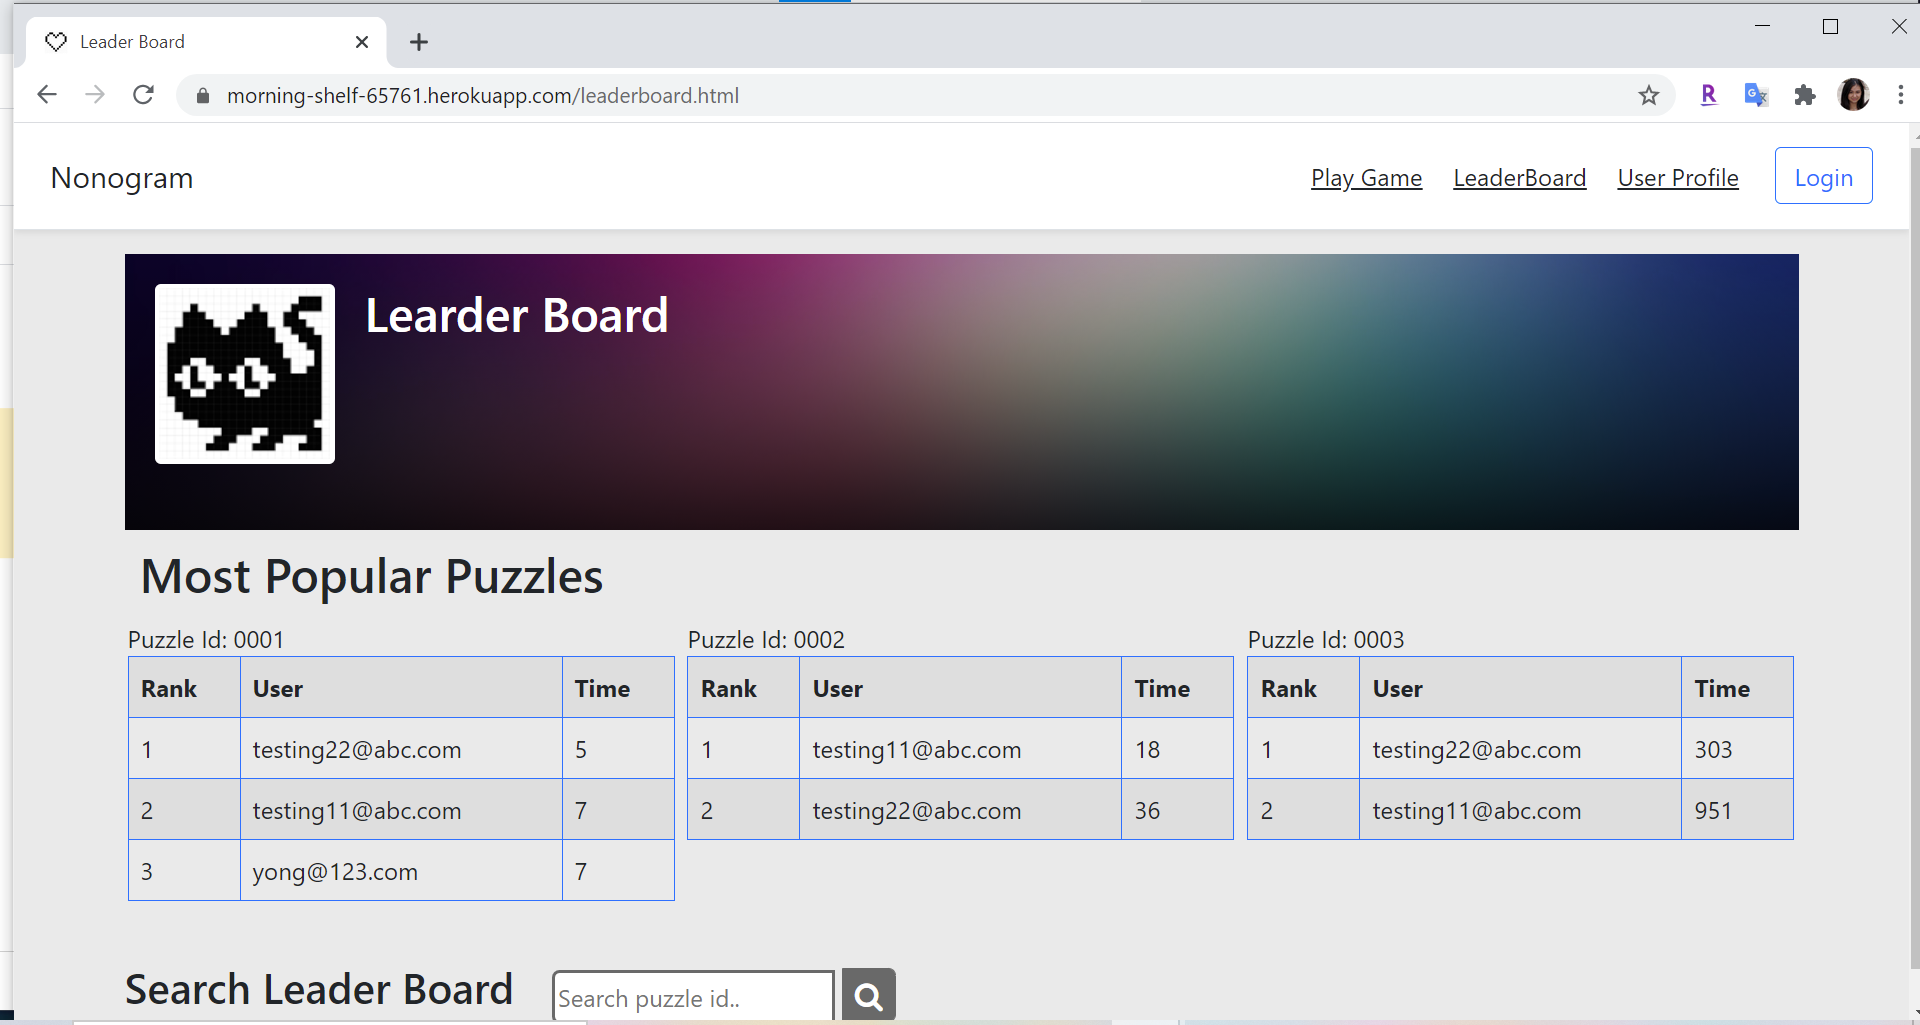 Leader Board
morning-shelf-65761.herokuapp.com/leaderboard.html
R
G
Nonogram
Play Game LeaderBoard User Profile Login
Learder Board
Most Popular Puzzles
Puzzle Id: 0001 Puzzle Id: 0002 Puzzle Id: 0003
Rank User Time Rank User Time Rank User Time
1 testing22@abc.com 5 1 testing11@abc.com 18 1 testing22@abc.com 303
2 testing11@abc.com 7 2 testing22@abc.com 36 2 testing11@abc.com 951
3 yong@123.com 7
Search Leader Board Search puzzle id..